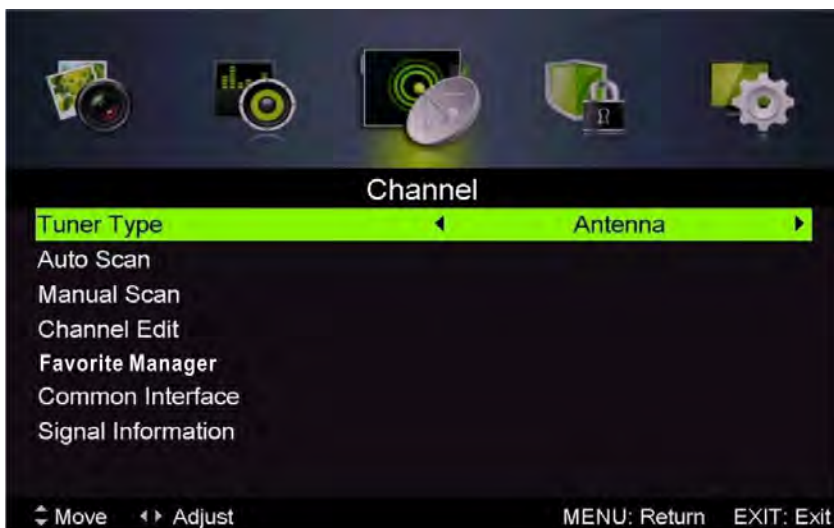 Channel
Tuner Type Antenna
Auto Scan
Manual Scan
Channel Edit
Favorite Manager
Common Interface
Signal Information
Move Adjust MENU: Return EXIT: Exit